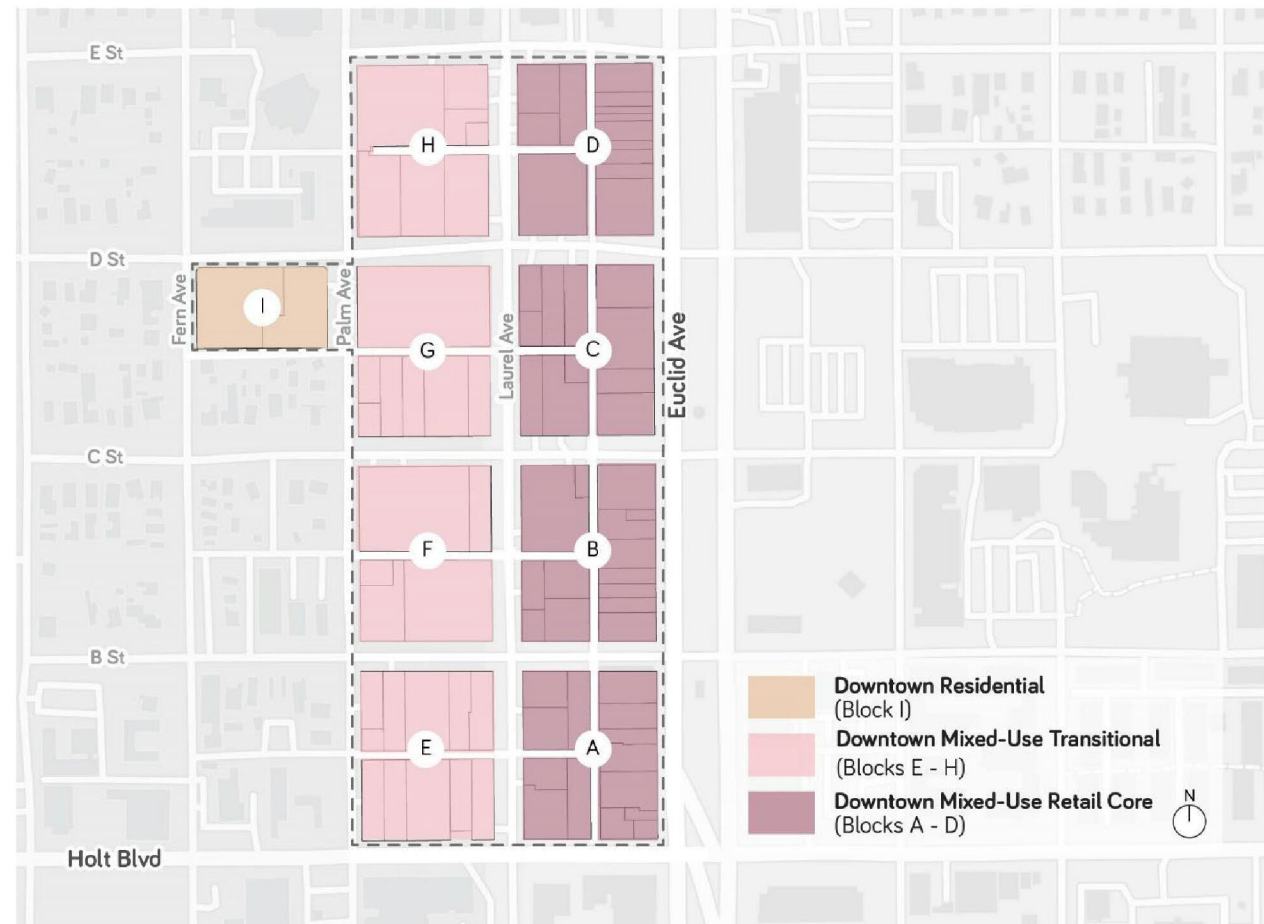 E St
H
D
D St
Fern Ave
I
Palm Ave
G
Laurel Ave
C
Euclid Ave
C St
F
B
B St
E
A
Holt Blvd
Downtown Residential
(Block I)
Downtown Mixed-Use Transitional
(Blocks E - H)
Downtown Mixed-Use Retail Core
(Blocks A - D)
N